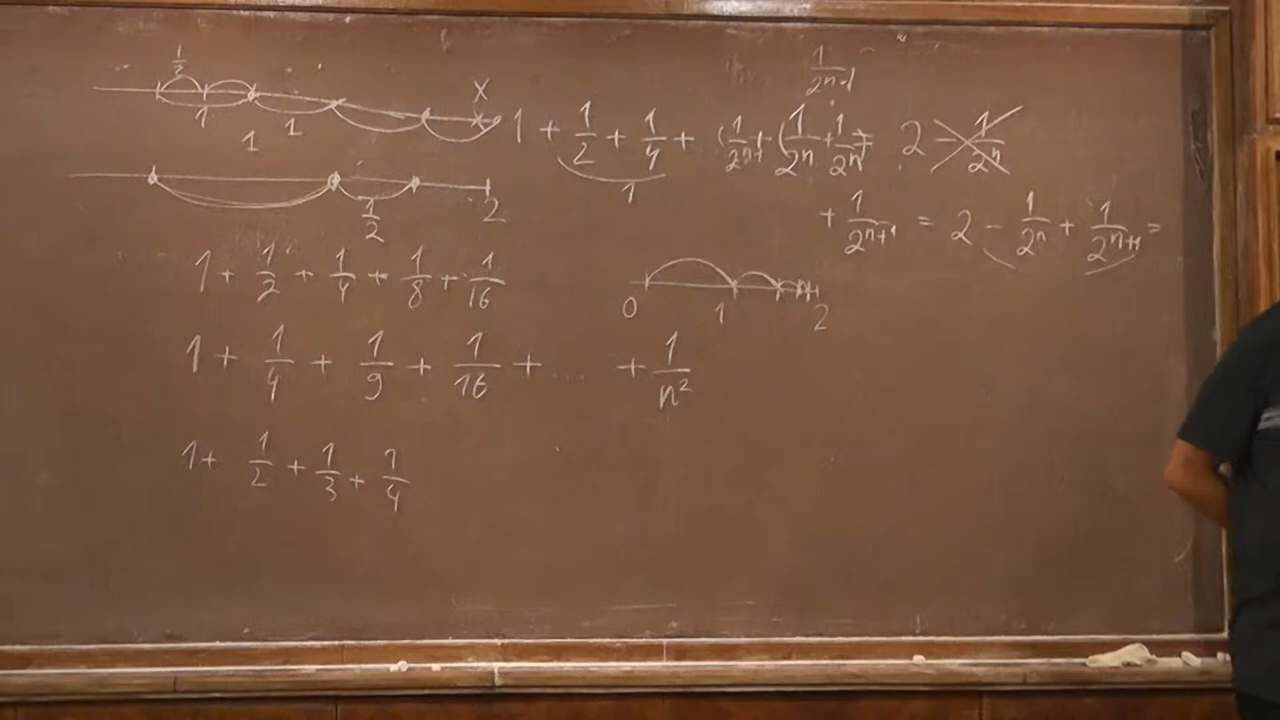 1/2
1 1
1
x
1/2^(n-1)
1 + 1/2 + 1/4 + (1/2^(n+1) + (1/2^n + 1/2^n) = 2 - 1/2^n
1
+ 1/2^(n+1) = 2 - 1/2^n + 1/2^(n+1) =
1/2 2
1 + 1/2 + 1/4 + 1/8 + 1/16
0 1 2
1 + 1/4 + 1/9 + 1/16 + .... + 1/n²
1 + 1/2 + 1/3 + 1/4